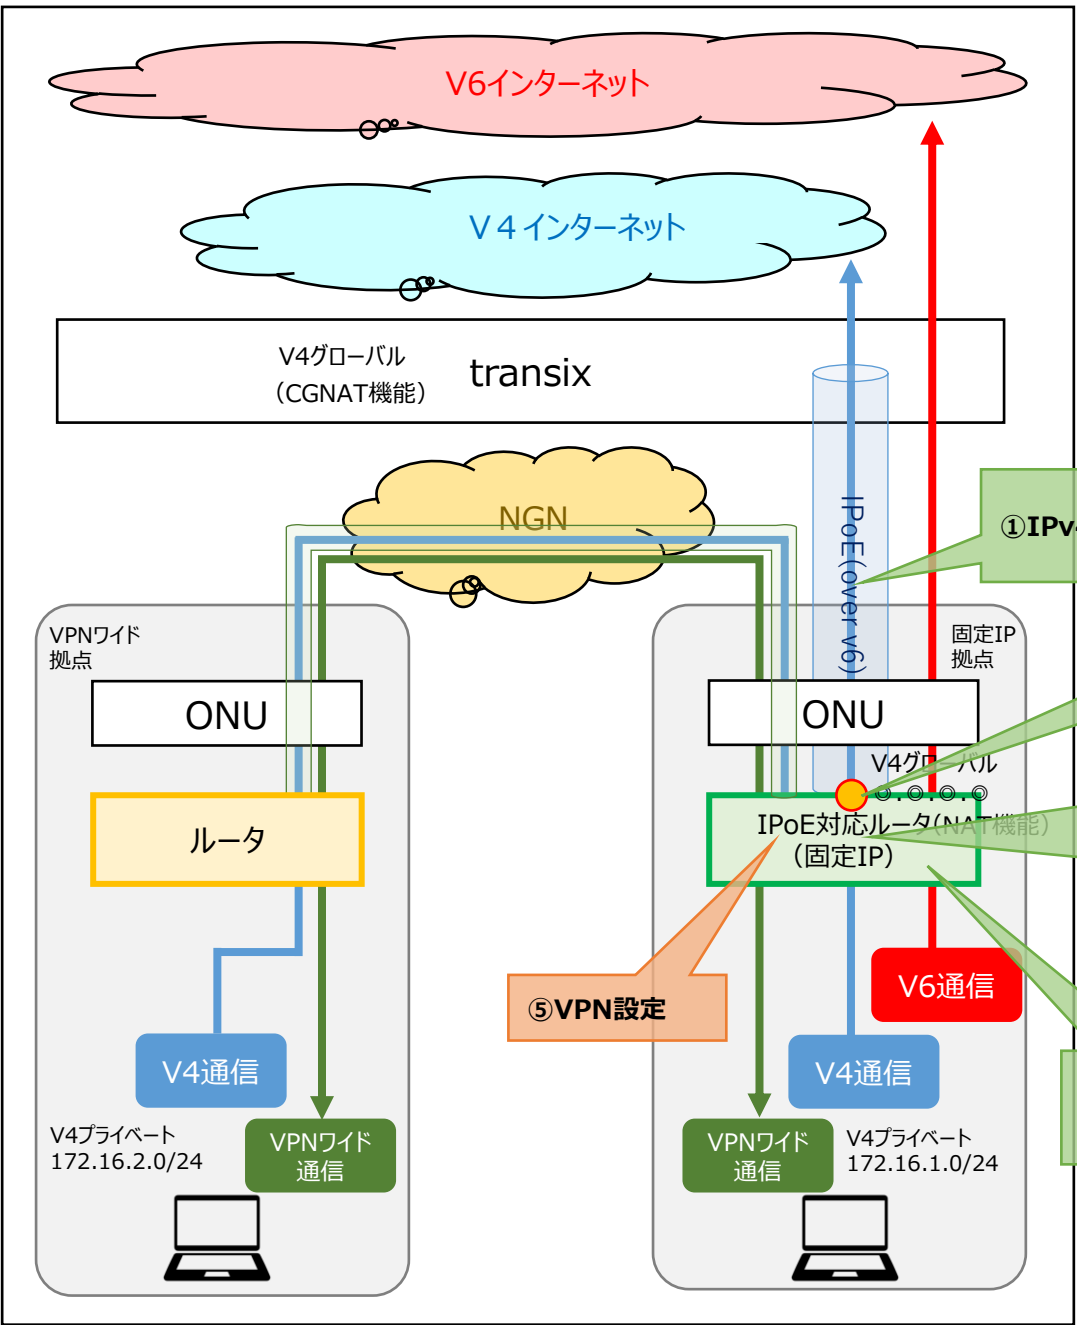 V6インターネット
V４インターネット
V4グローバル
（CGNAT機能）
transix
NGN
IPoE(over v6)
①IPv
VPNワイド
拠点
固定IP
拠点
ONU
ONU
V4グローバル
◎.◎.◎.◎
ルータ
IPoE対応ルータ(NAT機能)
（固定IP）
⑤VPN設定
V6通信
V4通信
V4通信
V4プライベート
172.16.2.0/24
VPNワイド
通信
VPNワイド
通信
V4プライベート
172.16.1.0/24